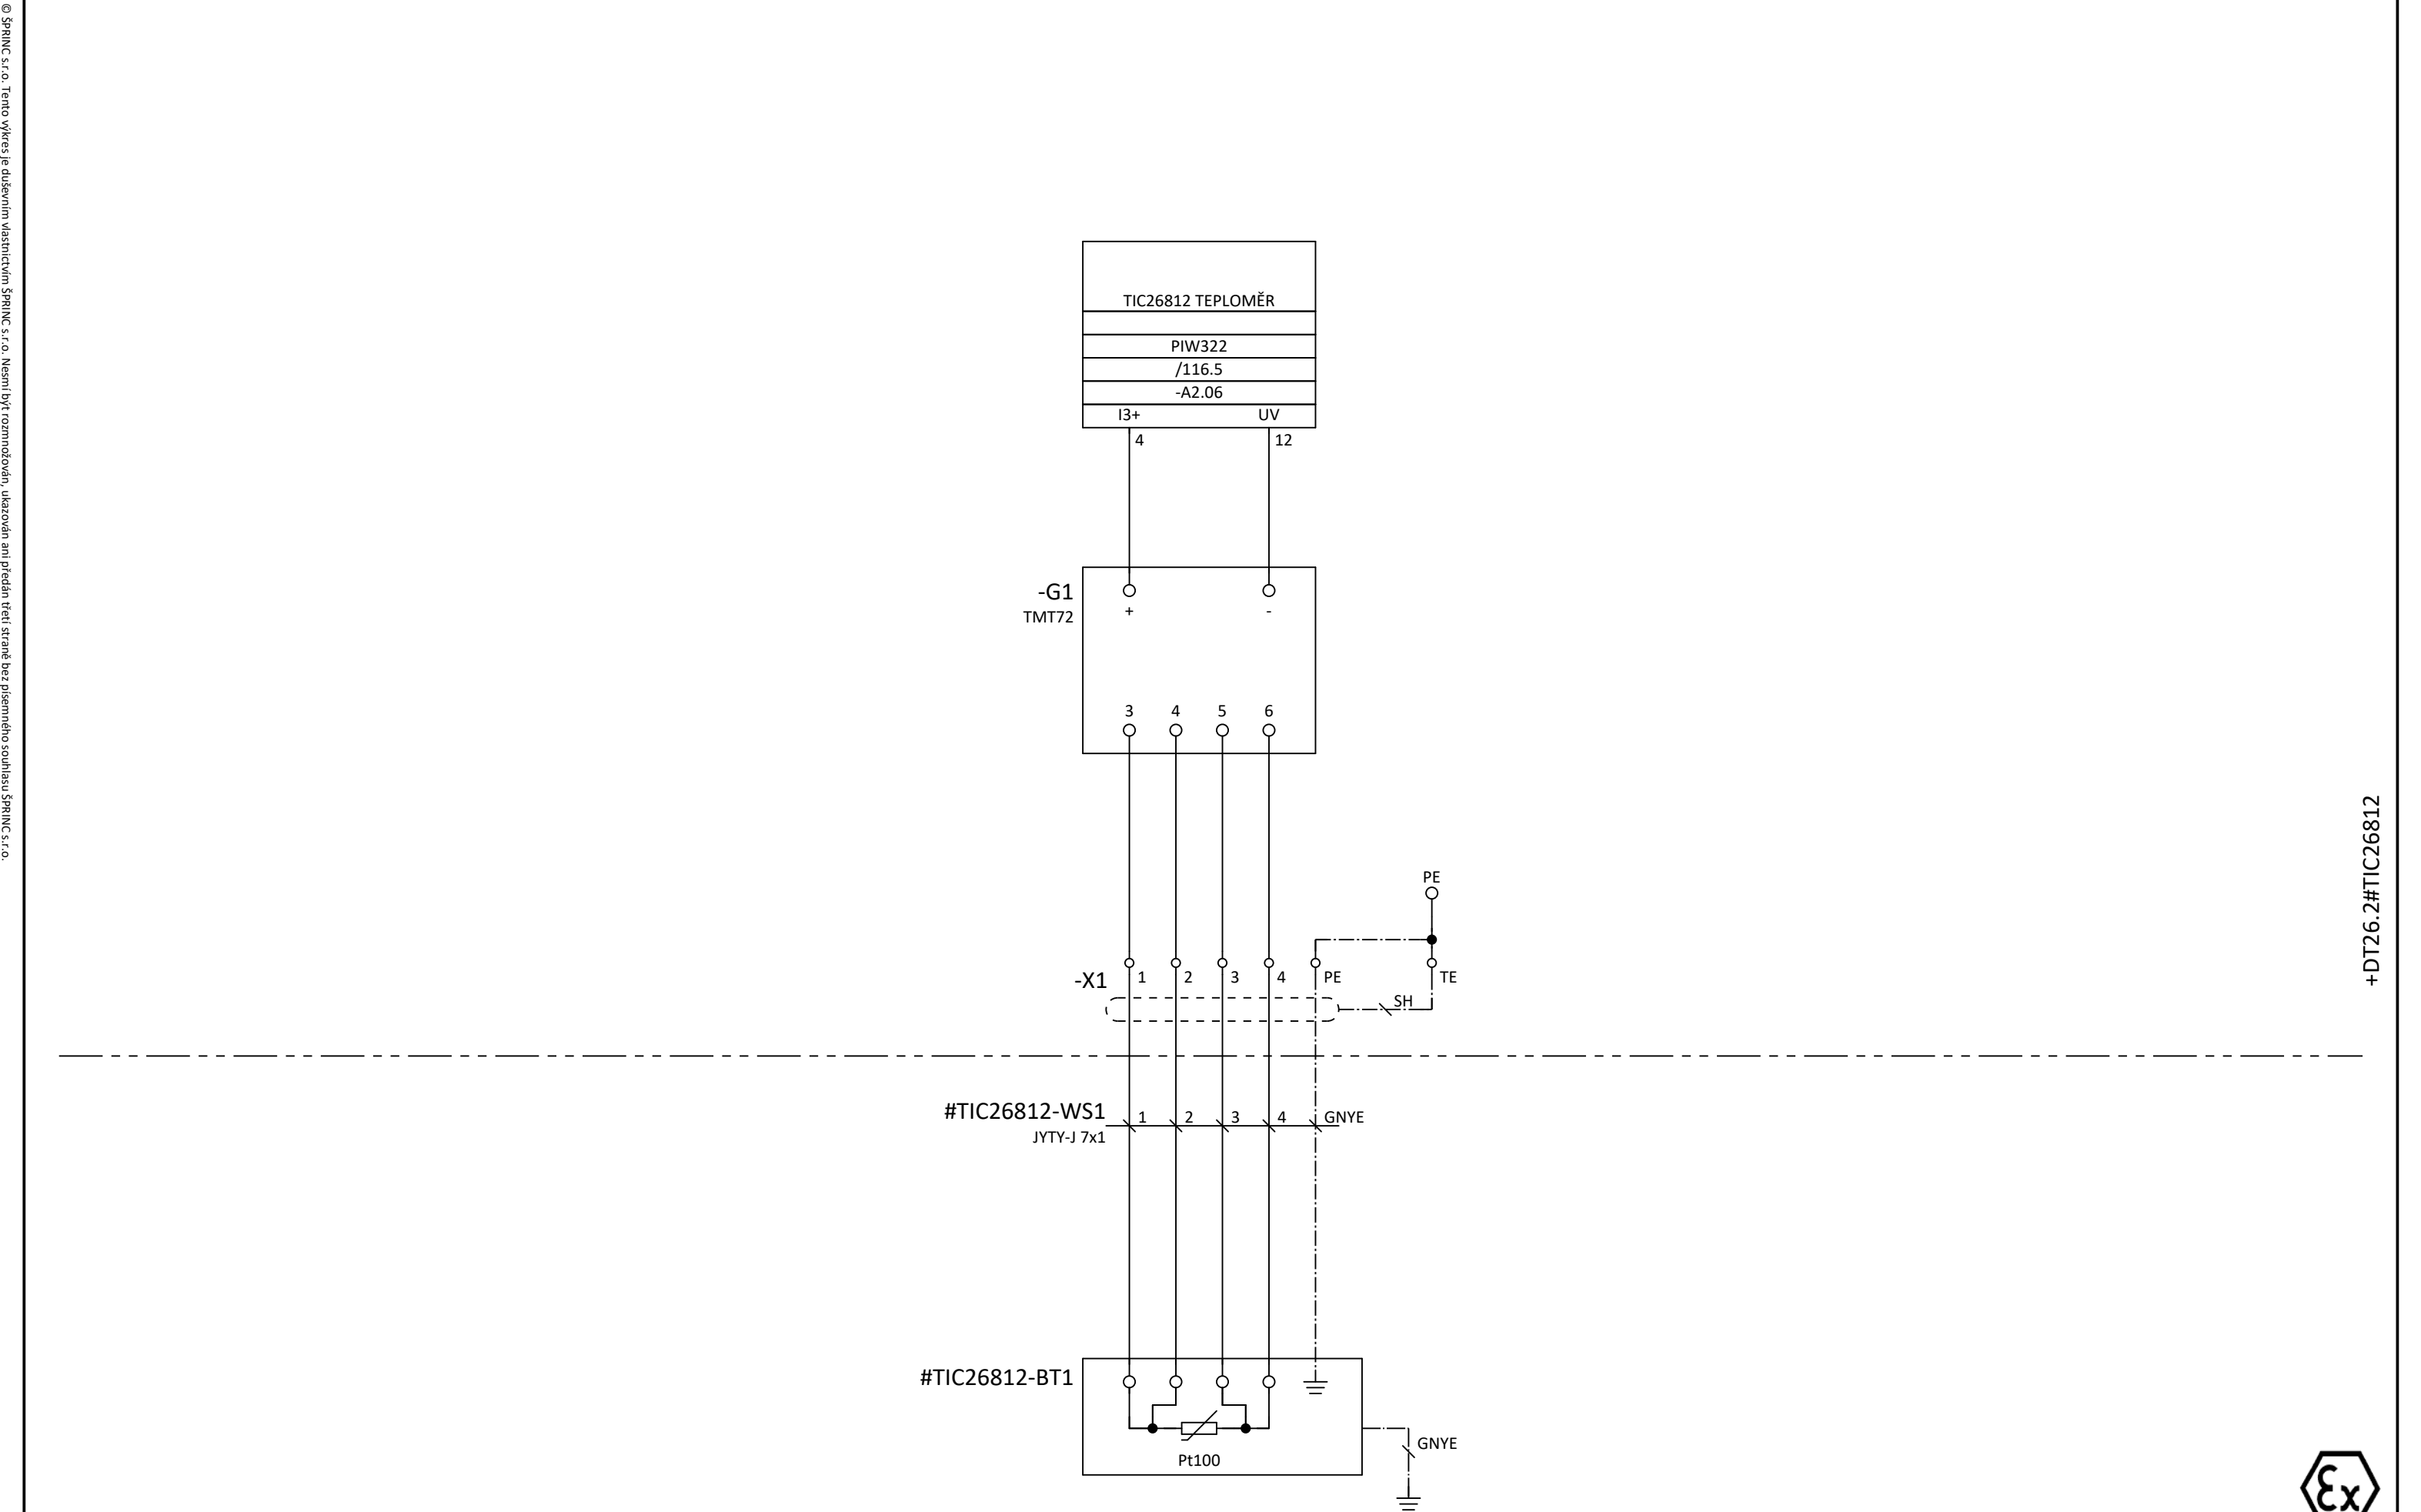 © ŠPRINC s.r.o. Tento výkres je duševním vlastnictvím ŠPRINC s.r.o. Nesmí být rozmnožován, ukazován ani předán třetí straně bez písemného souhlasu ŠPRINC s.r.o.
TIC26812 TEPLOMĚR
PIW322
/116.5
-A2.06
I3+ UV
4 12
-G1
TMT72
+ -
3 4 5 6
PE
-X1
1 2 3 4 PE TE
SH
+DT26.2#TIC26812
#TIC26812-WS1
JYTY-J 7x1
1 2 3 4 GNYE
#TIC26812-BT1
Pt100
GNYE
Ex